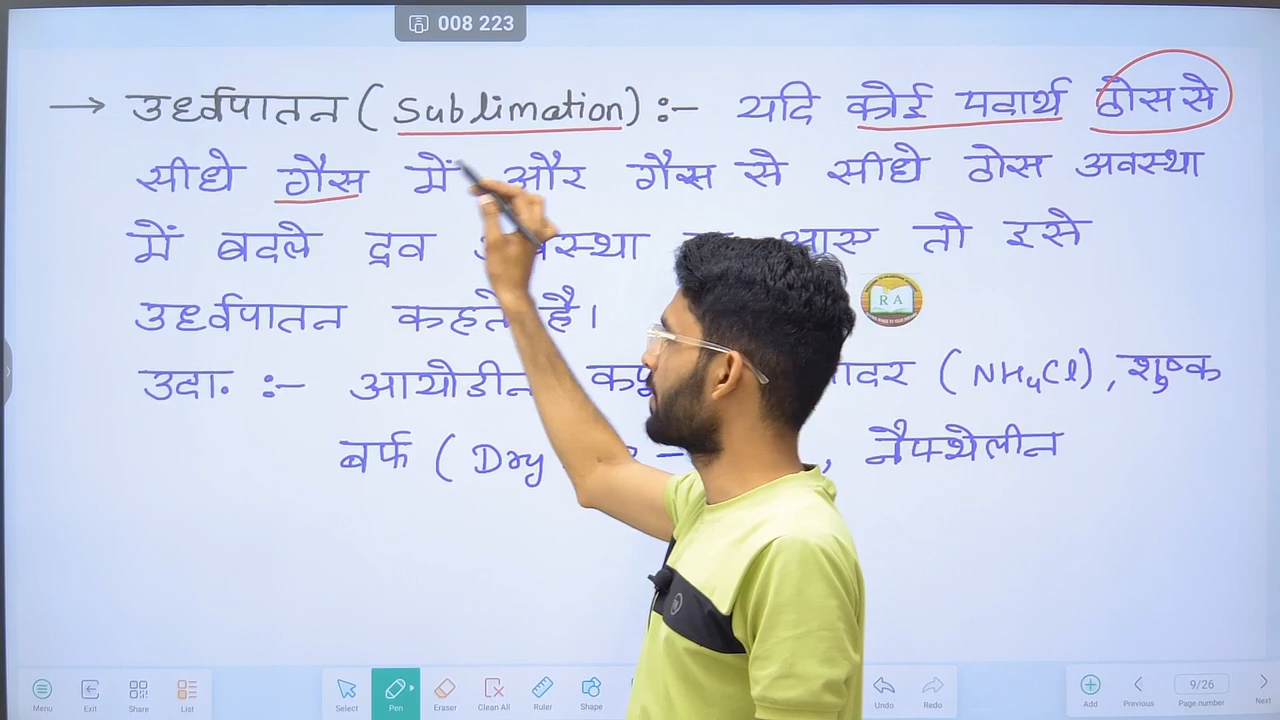 008 223
→ उर्ध्वपातन ( Sublimation ) :- यदि कोई पदार्थ ठोस से
सीधे गैस में और गैस से सीधे ठोस अवस्था
में बदले द्रव अवस्था आए तो इसे
उर्ध्वपातन कहते है।
R A
उदा. :- आयोडीन ( NH4Cl ) , शुष्क
बर्फ ( Dry , नैफ्थेलीन
Menu Exit Share List Select Pen Eraser Clean All Ruler Shape Undo Redo Add Previous 9/26 Page number Next